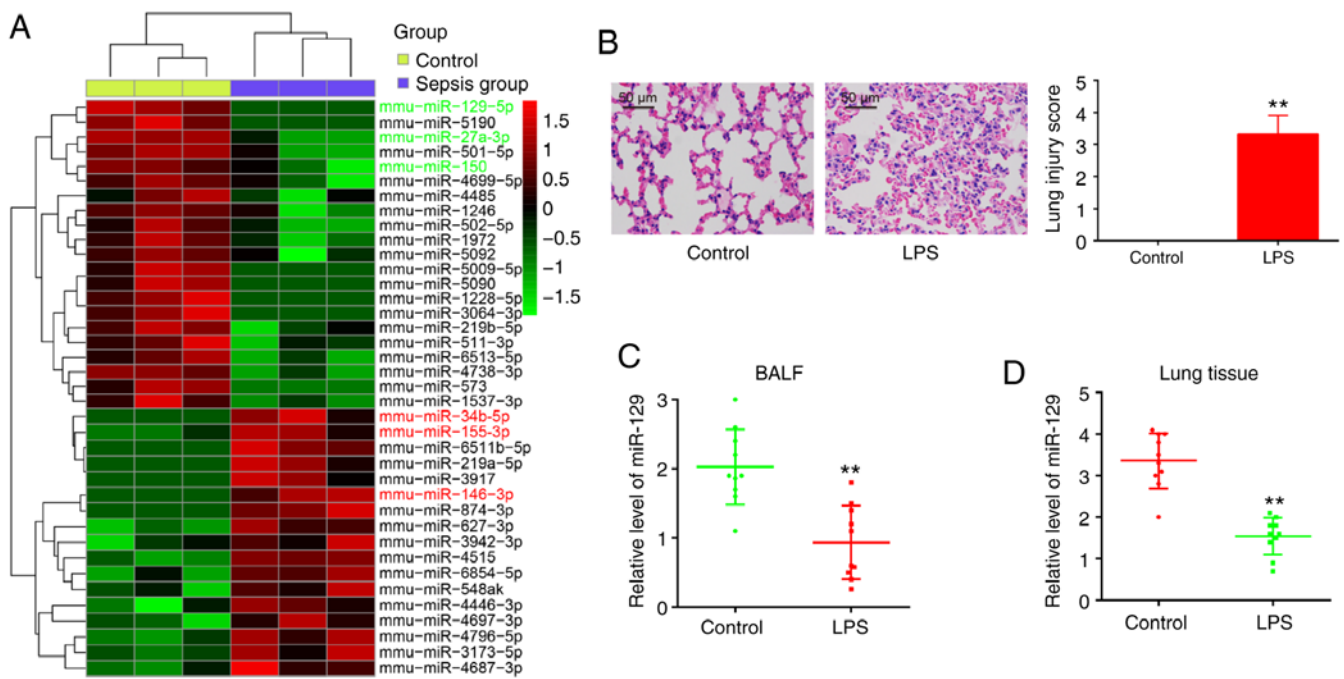 A
Group
Control
Sepsis group
mmu-miR-129-5p
mmu-miR-5190
mmu-miR-27a-3p
mmu-miR-501-5p
mmu-miR-150
mmu-miR-4699-5p
mmu-miR-4485
mmu-miR-1246
mmu-miR-502-5p
mmu-miR-1972
mmu-miR-5092
mmu-miR-5009-5p
mmu-miR-5090
mmu-miR-1228-5p
mmu-miR-3064-3p
mmu-miR-219b-5p
mmu-miR-511-3p
mmu-miR-6513-5p
mmu-miR-4738-3p
mmu-miR-573
mmu-miR-1537-3p
mmu-miR-34b-5p
mmu-miR-155-3p
mmu-miR-6511b-5p
mmu-miR-219a-5p
mmu-miR-3917
mmu-miR-146-3p
mmu-miR-874-3p
mmu-miR-627-3p
mmu-miR-3942-3p
mmu-miR-4515
mmu-miR-6854-5p
mmu-miR-548ak
mmu-miR-4446-3p
mmu-miR-4697-3p
mmu-miR-4796-5p
mmu-miR-3173-5p
mmu-miR-4687-3p
1.5
1
0.5
0
−0.5
−1
−1.5
B
50 μm
50 μm
Control
LPS
Lung injury score
5
4
3
2
1
0
**
Control
LPS
C
BALF
Relative level of miR-129
3
2
1
0
**
Control
LPS
D
Lung tissue
Relative level of miR-129
5
4
3
2
1
0
**
Control
LPS